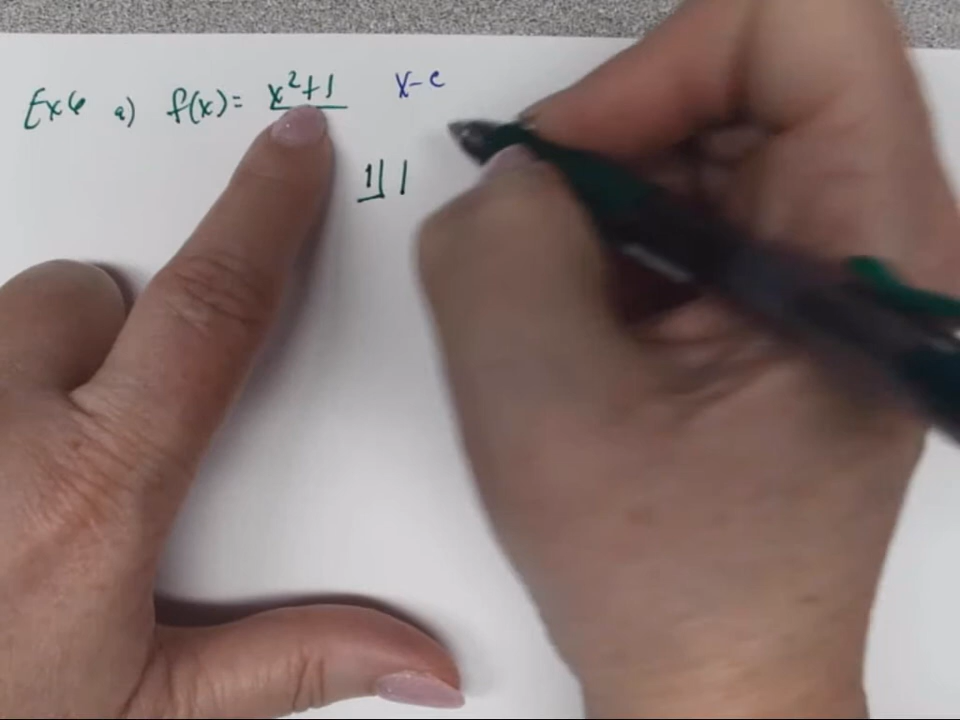 Ex 6 a) f(x) = x²+1 x-c
1| 1